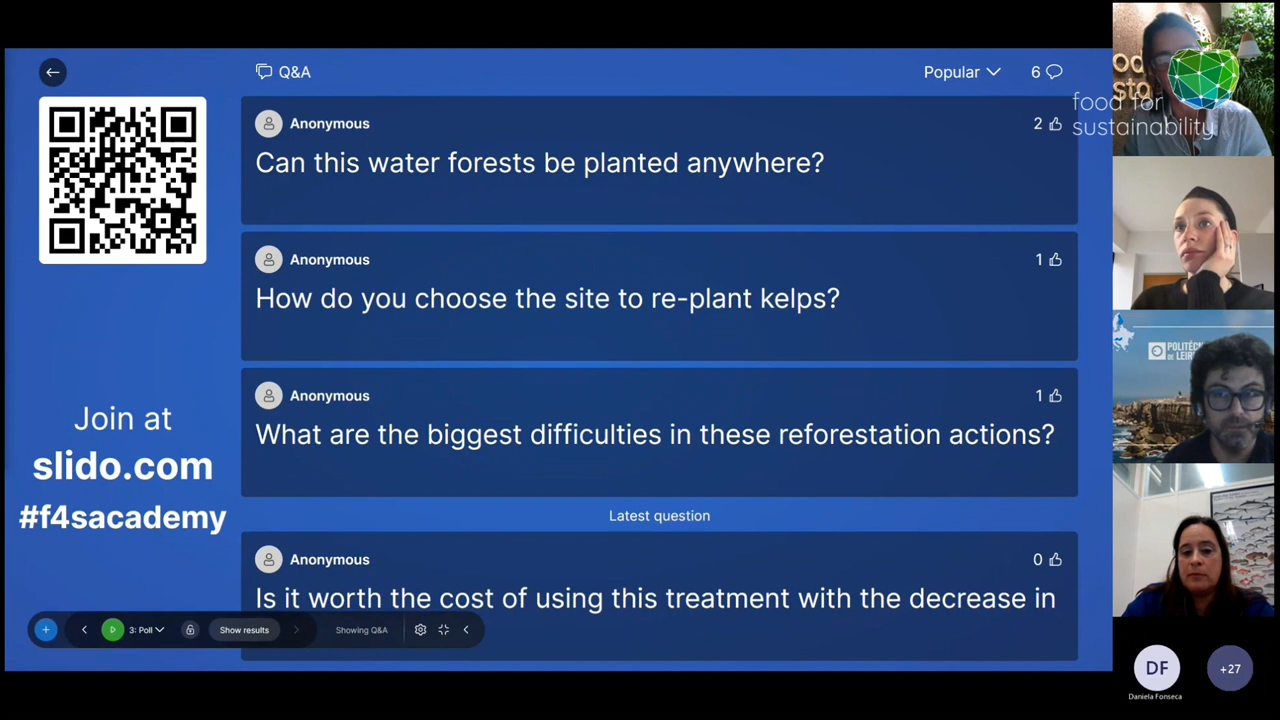 Q&A
Popular
6
Anonymous
2
Can this water forests be planted anywhere?
Anonymous
1
How do you choose the site to re-plant kelps?
Anonymous
1
What are the biggest difficulties in these reforestation actions?
Latest question
Anonymous
0
Is it worth the cost of using this treatment with the decrease in
Join at
slido.com
#f4sacademy
3: Poll
Show results
Showing Q&A
food for
sustainability
POLITÉCN
DE LEIR
DF
Daniela Fonseca
+27